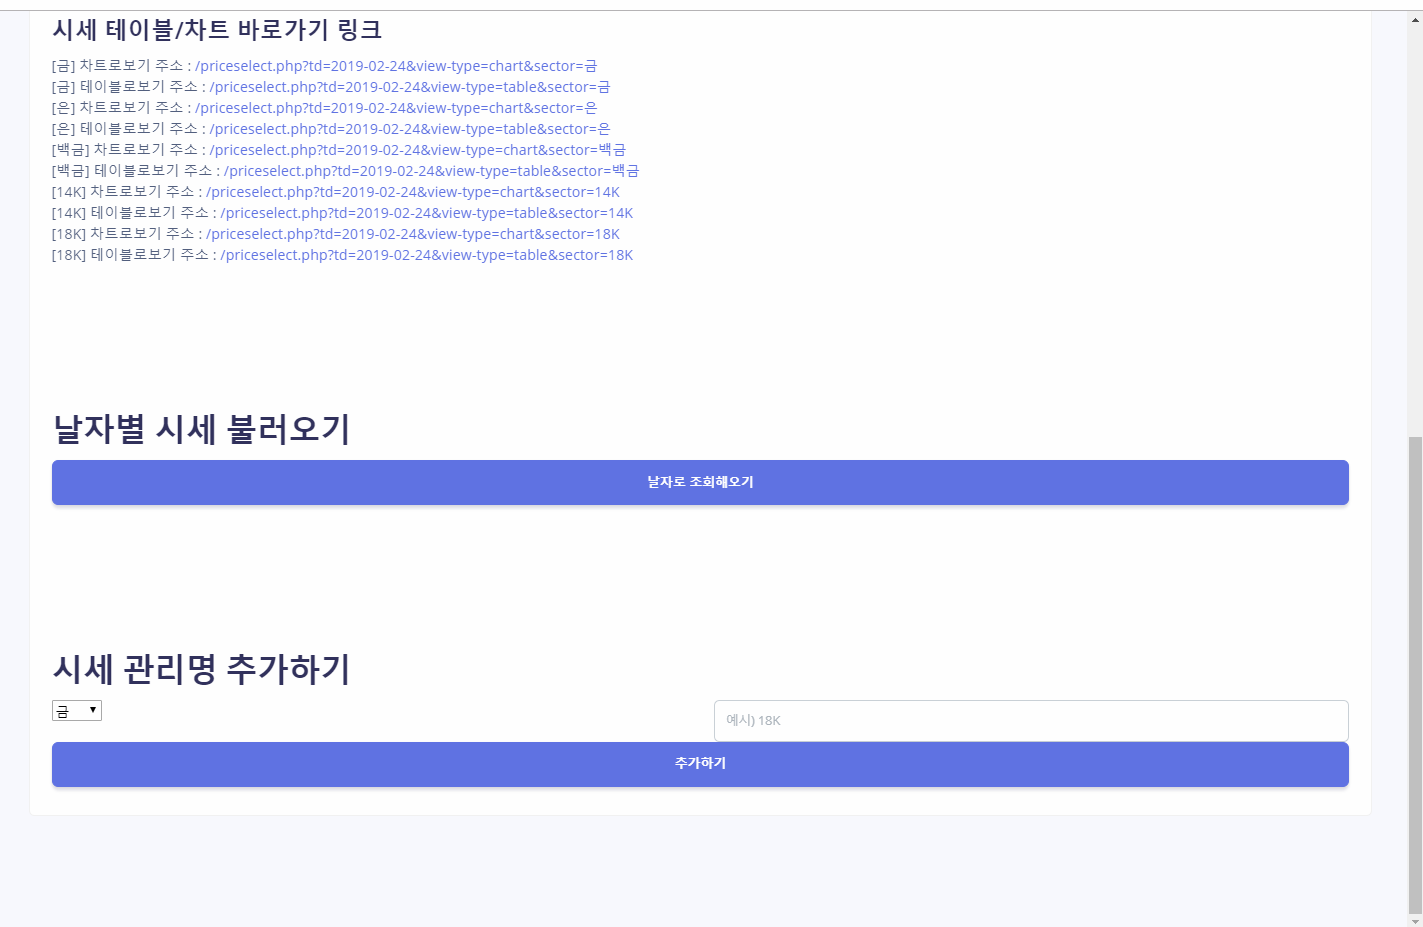 시세 테이블/차트 바로가기 링크
[금] 차트로보기 주소 : /priceselect.php?td=2019-02-24&view-type=chart&sector=금
[금] 테이블로보기 주소 : /priceselect.php?td=2019-02-24&view-type=table&sector=금
[은] 차트로보기 주소 : /priceselect.php?td=2019-02-24&view-type=chart&sector=은
[은] 테이블로보기 주소 : /priceselect.php?td=2019-02-24&view-type=table&sector=은
[백금] 차트로보기 주소 : /priceselect.php?td=2019-02-24&view-type=chart&sector=백금
[백금] 테이블로보기 주소 : /priceselect.php?td=2019-02-24&view-type=table&sector=백금
[14K] 차트로보기 주소 : /priceselect.php?td=2019-02-24&view-type=chart&sector=14K
[14K] 테이블로보기 주소 : /priceselect.php?td=2019-02-24&view-type=table&sector=14K
[18K] 차트로보기 주소 : /priceselect.php?td=2019-02-24&view-type=chart&sector=18K
[18K] 테이블로보기 주소 : /priceselect.php?td=2019-02-24&view-type=table&sector=18K
날자별 시세 불러오기
날자로 조회해오기
시세 관리명 추가하기
금
예시) 18K
추가하기